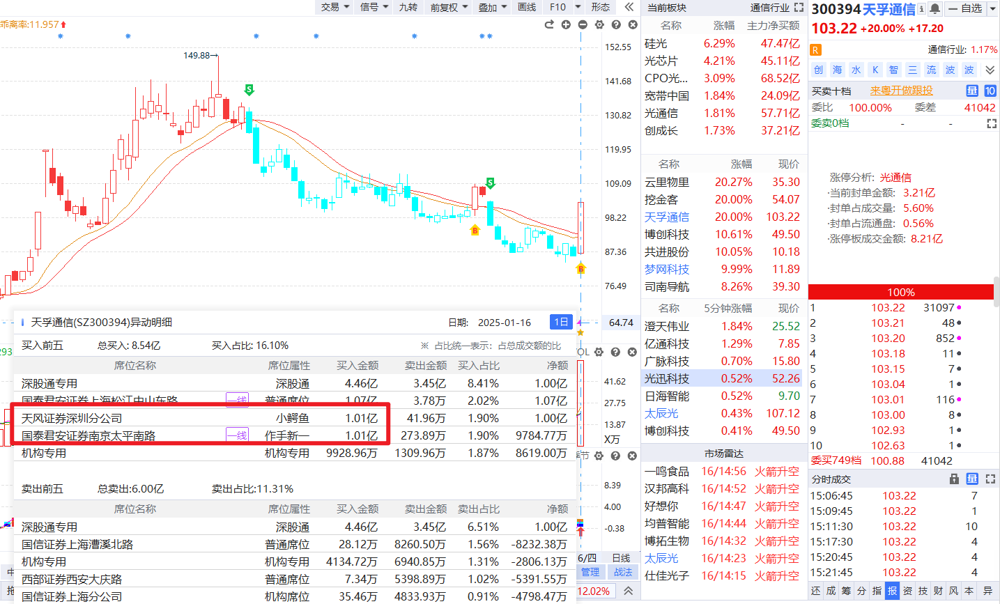 交易 信号 九转 前复权 叠加 画线 F10 形态
乖离率:11.957
149.88→
S
S
B
B
152.55
141.68
130.82
119.95
109.09
98.22
87.36
76.49
64.74
41.62
27.75
13.87
X万
8.39
4.00
-0.38
6/四 日线
管理 战法
12.02%
天孚通信(SZ300394)异动明细 日期: 2025-01-16 1日
买入前五 总买入: 8.54亿 买入占比: 16.10% ※ 占比统一表示：占总成交额的比
席位名称 席位属性 买入金额 卖出金额 买入占比 净额
深股通专用 深股通 4.46亿 3.45亿 8.41% 1.00亿
国泰君安证券上海松江中山东路 一线 普通席位 1.07亿 3.78万 2.02% 1.07亿
天风证券深圳分公司 小鳄鱼 1.01亿 41.96万 1.90% 1.00亿
国泰君安证券南京太平南路 一线 作手新一 1.01亿 273.89万 1.90% 9784.77万
机构专用 机构专用 9928.96万 1309.96万 1.87% 8619.00万
卖出前五 总卖出:6.00亿 卖出占比:11.31%
席位名称 席位属性 买入金额 卖出金额 卖出占比 净额
深股通专用 深股通 4.46亿 3.45亿 6.51% 1.00亿
国信证券上海漕溪北路 普通席位 28.12万 8260.50万 1.56% -8232.38万
机构专用 机构专用 4134.72万 6940.85万 1.31% -2806.13万
西部证券西安大庆路 普通席位 7.34万 5398.89万 1.02% -5391.55万
天风证券上海分公司 机构席位 35.46万 4833.93万 0.91% -4798.47万
当前板块 通信行业
名称 涨幅 主力净买额
硅光 6.29% 47.47亿
光芯片 4.21% 45.11亿
CPO光... 3.09% 68.52亿
宽带中国 1.84% 24.09亿
光通信 1.81% 57.71亿
创成长 1.73% 37.21亿
名称 涨幅 现价
云里物里 20.27% 35.30
挖金客 20.00% 54.07
天孚通信 20.00% 103.22
博创科技 10.61% 49.50
共进股份 10.05% 10.18
梦网科技 9.99% 11.89
司南导航 8.26% 39.30
名称 5分钟涨幅 现价
澄天伟业 1.84% 25.52
亿通科技 1.29% 7.85
广脉科技 0.70% 15.80
光迅科技 0.52% 52.26
日海智能 0.52% 9.70
太辰光 0.43% 107.12
博创科技 0.41% 49.50
市场雷达
一鸣食品 16/14:56 火箭升空
汉邦高科 16/14:52 火箭升空
好想你 16/14:47 火箭升空
均普智能 16/14:44 火箭升空
博拓生物 16/14:32 火箭升空
太辰光 16/14:23 火箭升空
仕佳光子 16/14:15 火箭升空
300394天孚通信 自选
103.22 +20.00% +17.20
R 通信行业: 1.17%
创 海 水 K 智 三 流 波 波
买卖十档 来粤开做跟投 量 10
委比 100.00% 委差 41042
委卖0档 - -
涨停分析: 光通信
·当前封单金额: 3.21亿
·封单占成交量: 5.60%
·封单占流通盘: 0.56%
·涨停板成交金额: 8.21亿
100%
1 103.22 31097
2 103.21 48
3 103.20 852
4 103.18 11
5 103.15 7
6 103.04 1
7 103.01 116
8 103.00 8
9 102.93 1
10 102.63 1
委买749档 100.88 41042
分时成交 量
15:06:45 103.22 7
15:09:45 103.22 1
15:11:30 103.22 10
15:17:30 103.22 4
15:20:45 103.22 4
15:21:45 103.22 4
还 成 筹 分 指 报 资 技 财 风 本 异